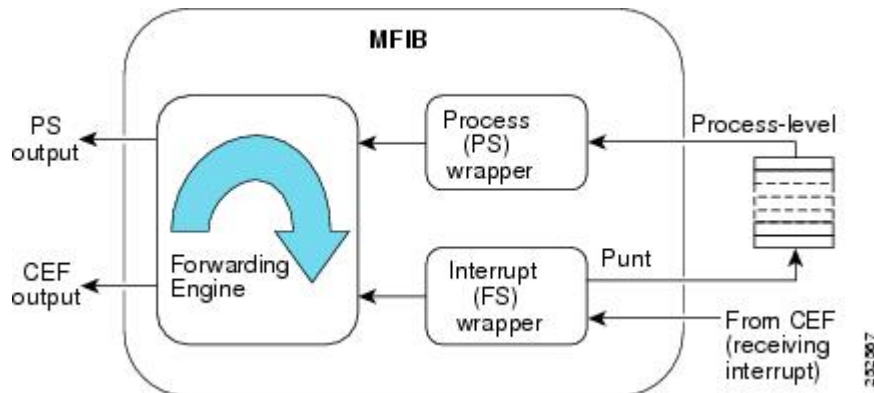 MFIB
PS
output
Process
(PS)
wrapper
Process-level
CEF
output
Forwarding
Engine
Interrupt
(FS)
wrapper
Punt
From CEF
(receiving
interrupt)
252567